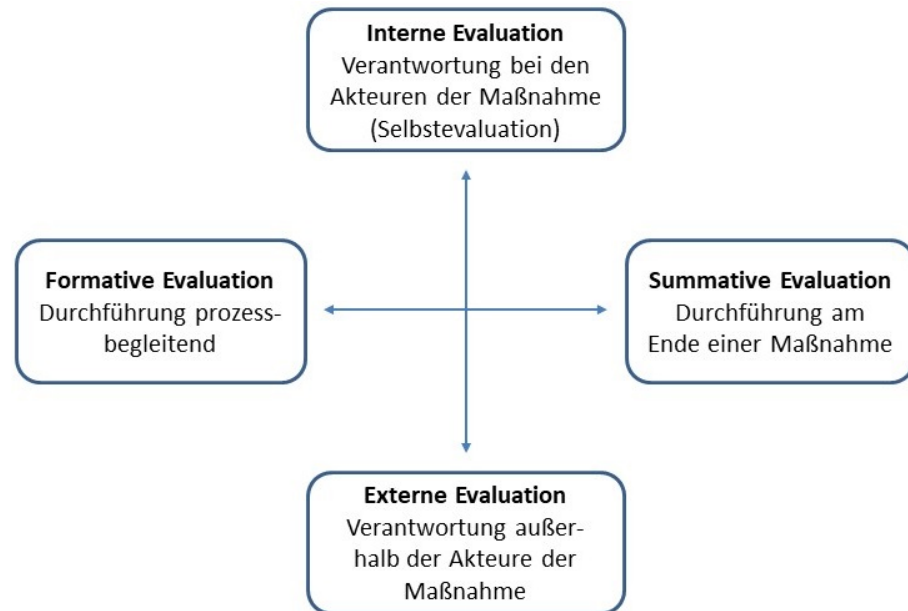 Interne Evaluation
Verantwortung bei den
Akteuren der Maßnahme
(Selbstevaluation)
Formative Evaluation
Durchführung prozess-
begleitend
Summative Evaluation
Durchführung am
Ende einer Maßnahme
Externe Evaluation
Verantwortung außer-
halb der Akteure der
Maßnahme